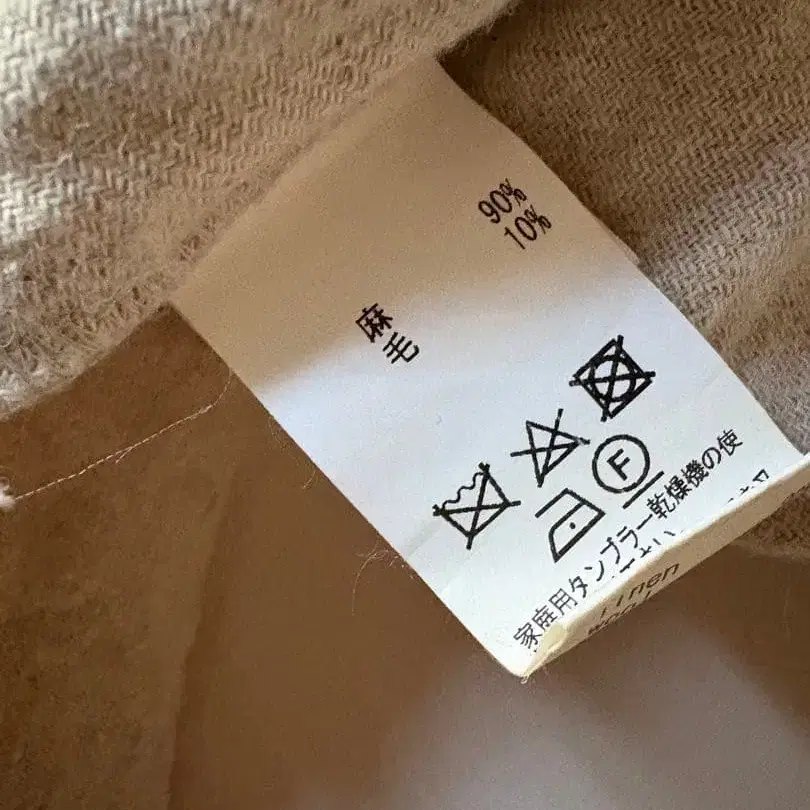 麻 90%
毛 10%
F
家庭用タンブラー乾燥機の使
linen